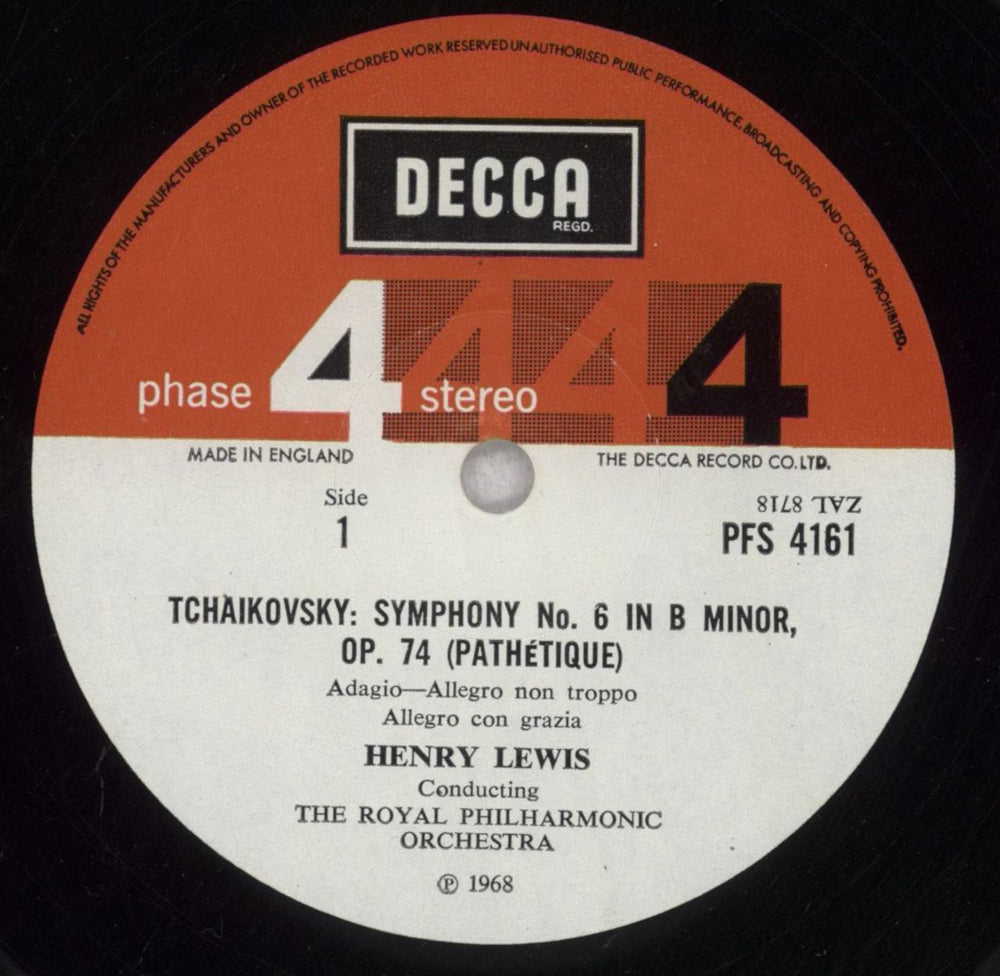 ALL RIGHTS OF THE MANUFACTURERS AND OWNER OF THE RECORDED WORK RESERVED UNAUTHORISED PUBLIC PERFORMANCE, BROADCASTING AND COPYING PROHIBITED.
DECCA
REGD.
phase 4 stereo 4 4 4
MADE IN ENGLAND
THE DECCA RECORD CO. LTD.
Side
1
ZAL 8718
PFS 4161
TCHAIKOVSKY: SYMPHONY No. 6 IN B MINOR,
OP. 74 (PATHéTIQUE)
Adagio—Allegro non troppo
Allegro con grazia
HENRY LEWIS
Conducting
THE ROYAL PHILHARMONIC
ORCHESTRA
℗ 1968